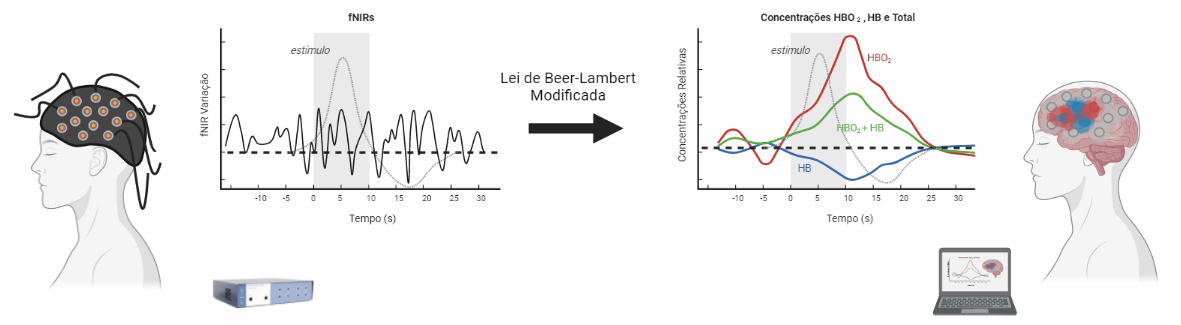 fNIRs
estímulo
fNIR Variação
-10 -5 0 5 10 15 20 25 30
Tempo (s)
Lei de Beer-Lambert
Modificada
Concentrações HBO₂, HB e Total
estímulo
HBO₂
HBO₂+ HB
HB
Concentrações Relativas
-10 -5 0 5 10 15 20 25 30
Tempo (s)